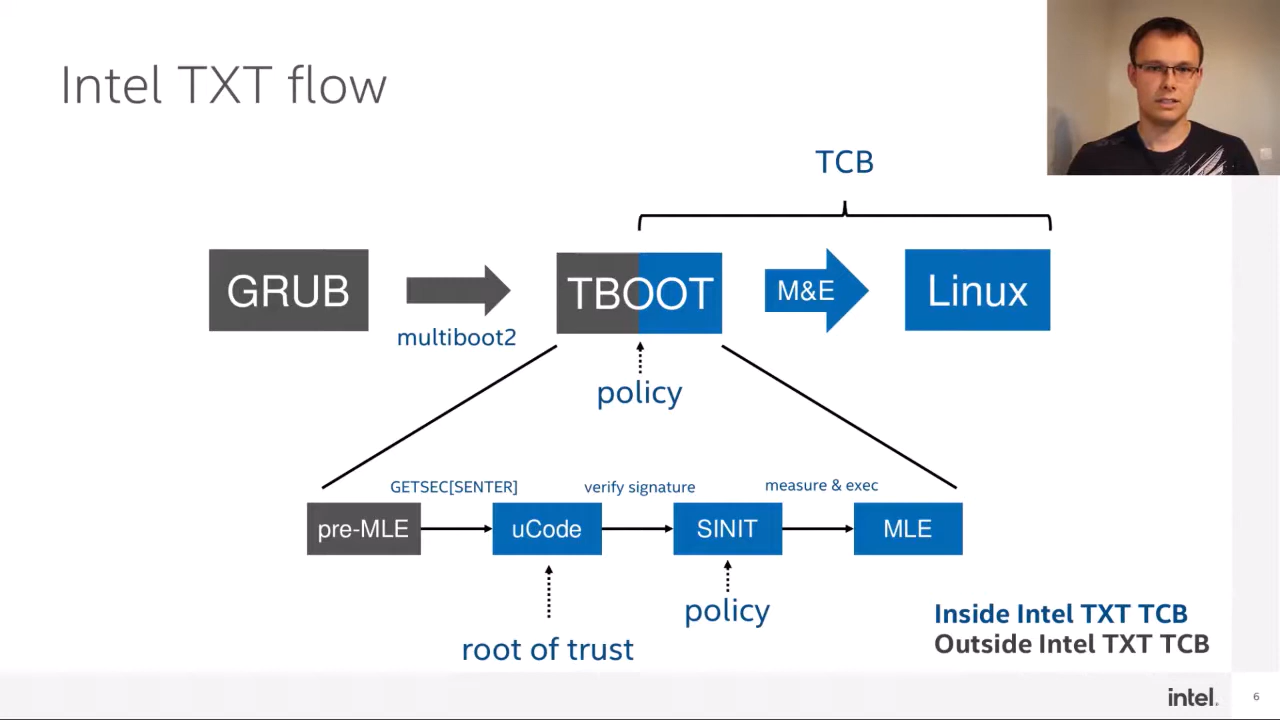 Intel TXT flow
TCB
GRUB
multiboot2
TBOOT
M&E
Linux
policy
GETSEC[SENTER]
verify signature
measure & exec
pre-MLE
uCode
SINIT
MLE
root of trust
policy
Inside Intel TXT TCB
Outside Intel TXT TCB
intel.
6